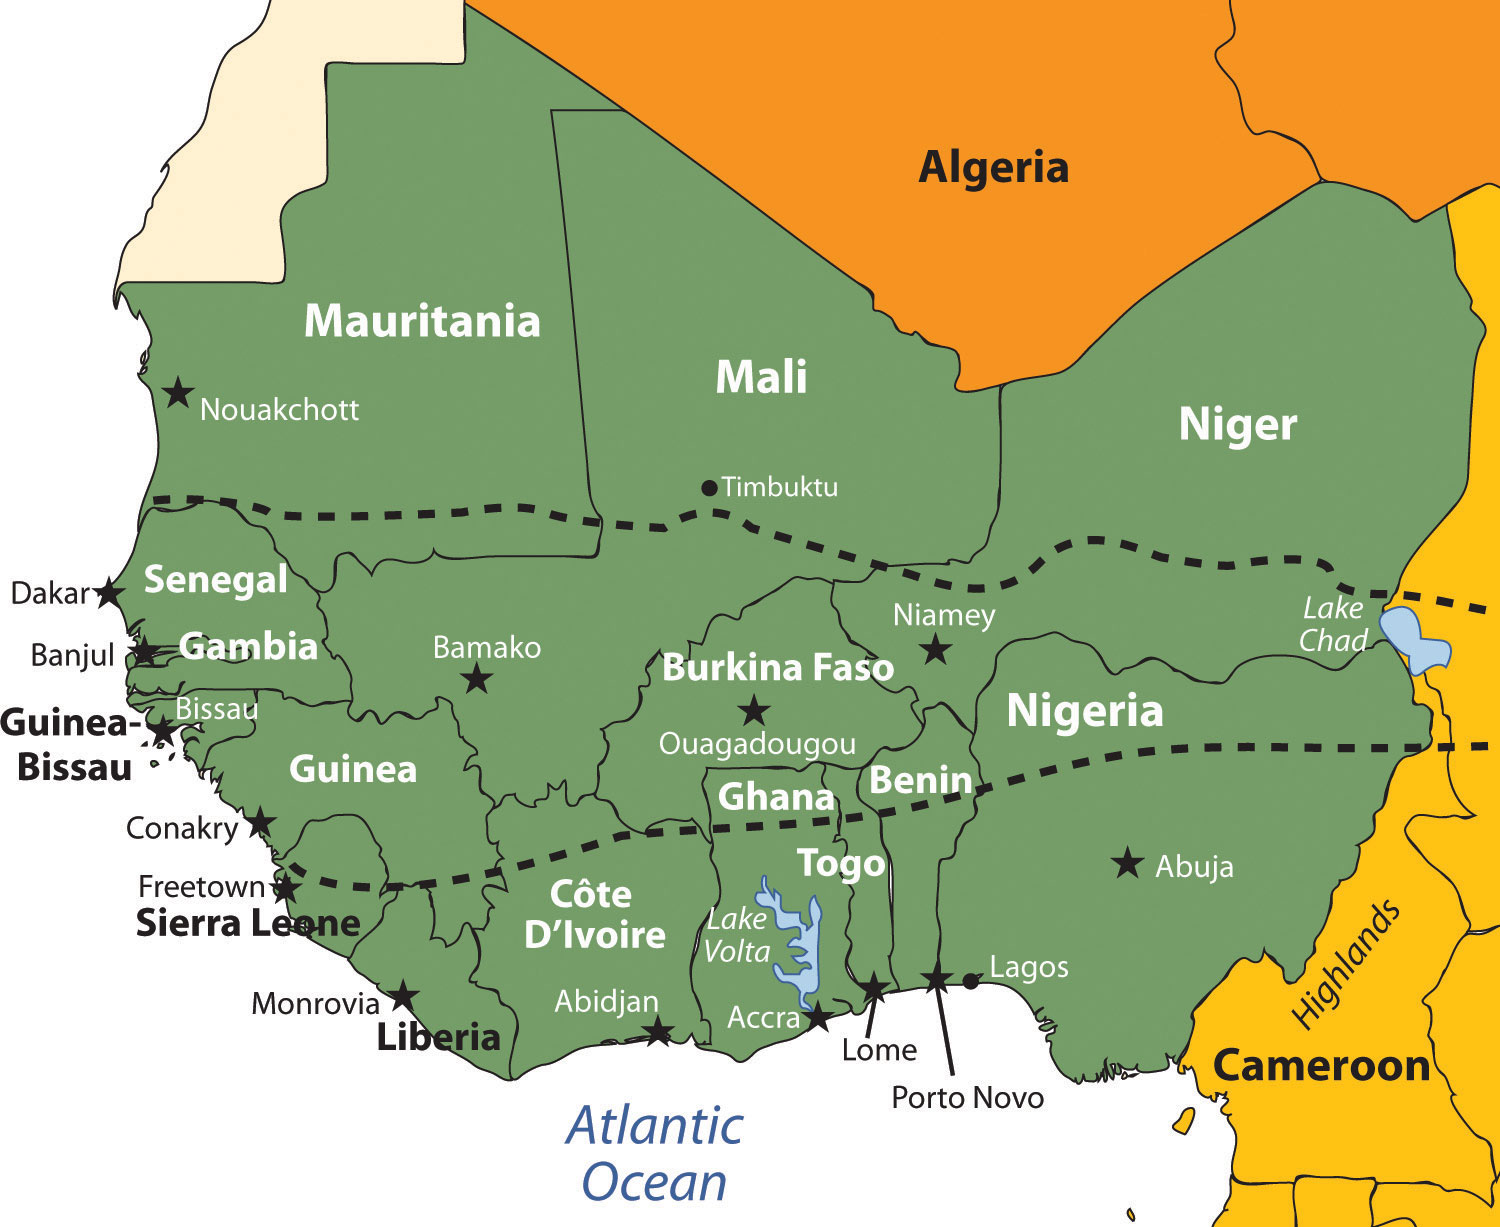 Algeria
Mauritania
Mali
Niger
Nouakchott
Timbuktu
Dakar
Senegal
Niamey
Lake
Chad
Banjul
Gambia
Bamako
Burkina Faso
Bissau
Guinea-
Bissau
Nigeria
Ouagadougou
Guinea
Ghana
Benin
Conakry
Togo
Abuja
Freetown
Sierra Leone
Côte
D’Ivoire
Lake
Volta
Highlands
Lagos
Monrovia
Liberia
Abidjan
Accra
Lome
Porto Novo
Cameroon
Atlantic
Ocean